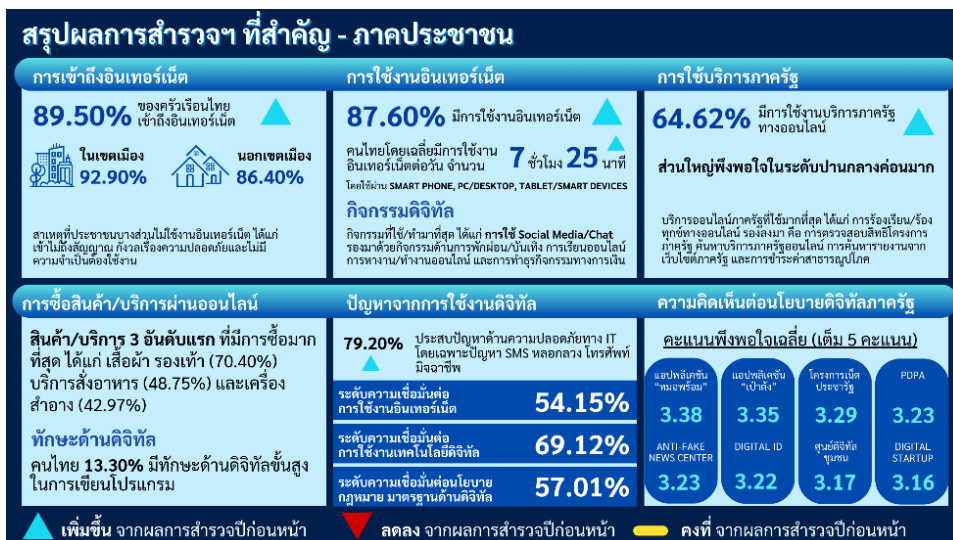 สรุปผลการสำรวจฯ ที่สำคัญ - ภาคประชาชน
การเข้าถึงอินเทอร์เน็ต
89.50% ของครัวเรือนไทย
เข้าถึงอินเทอร์เน็ต
ในเขตเมือง
92.90%
นอกเขตเมือง
86.40%
สาเหตุที่ประชาชนบางส่วนไม่ใช้งานอินเทอร์เน็ต ได้แก่
เข้าไม่ถึงสัญญาณ กังวลเรื่องความปลอดภัยและไม่มี
ความจำเป็นต้องใช้งาน
การใช้งานอินเทอร์เน็ต
87.60% มีการใช้งานอินเทอร์เน็ต
คนไทยโดยเฉลี่ยมีการใช้งาน
อินเทอร์เน็ตต่อวัน จำนวน 7 ชั่วโมง 25 นาที
โดยใช้ผ่าน SMART PHONE, PC/DESKTOP, TABLET/SMART DEVICES
กิจกรรมดิจิทัล
กิจกรรมที่ใช้/ทำมาที่สุด ได้แก่ การใช้ Social Media/Chat
รองมาด้วยกิจกรรมด้านการพักผ่อน/บันเทิง การเรียนออนไลน์
การหางาน/ทำงานออนไลน์ และการทำธุรกิจกรรมทางการเงิน
การใช้บริการภาครัฐ
64.62% มีการใช้งานบริการภาครัฐ
ทางออนไลน์
ส่วนใหญ่พึงพอใจในระดับปานกลางค่อนมาก
บริการออนไลน์ภาครัฐที่ใช้มากที่สุด ได้แก่ การร้องเรียน/ร้อง
ทุกข์ทางออนไลน์ รองลงมา คือ การตรวจสอบสิทธิโครงการ
ภาครัฐ ค้นหาบริการภาครัฐออนไลน์ การค้นหารายงานจาก
เว็บไซต์ภาครัฐ และการชำระค่าสาธารณูปโภค
การซื้อสินค้า/บริการผ่านออนไลน์
สินค้า/บริการ 3 อันดับแรก ที่มีการซื้อมาก
ที่สุด ได้แก่ เสื้อผ้า รองเท้า (70.40%)
บริการสั่งอาหาร (48.75%) และเครื่อง
สำอาง (42.97%)
ทักษะด้านดิจิทัล
คนไทย 13.30% มีทักษะด้านดิจิทัลขั้นสูง
ในการเขียนโปรแกรม
ปัญหาจากการใช้งานดิจิทัล
79.20% ประสบปัญหาด้านความปลอดภัยทาง IT
โดยเฉพาะปัญหา SMS หลอกลวง โทรศัพท์
มิจฉาชีพ
ระดับความเชื่อมั่นต่อ
การใช้งานอินเทอร์เน็ต 54.15%
ระดับความเชื่อมั่นต่อ
การใช้งานเทคโนโลยีดิจิทัล 69.12%
ระดับความเชื่อมั่นต่อนโยบาย
กฎหมาย มาตรฐานด้านดิจิทัล 57.01%
ความคิดเห็นต่อนโยบายดิจิทัลภาครัฐ
คะแนนพึงพอใจเฉลี่ย (เต็ม 5 คะแนน)
แอปพลิเคชัน
"หมอพร้อม"
3.38
แอปพลิเคชัน
"เป๋าตัง"
3.35
โครงการเน็ต
ประชารัฐ
3.29
PDPA
3.23
ANTI-FAKE
NEWS CENTER
3.23
DIGITAL ID
3.22
ศูนย์ดิจิทัล
ชุมชน
3.17
DIGITAL
STARTUP
3.16
เพิ่มขึ้น จากผลการสำรวจปีก่อนหน้า
ลดลง จากผลการสำรวจปีก่อนหน้า
คงที่ จากผลการสำรวจปีก่อนหน้า